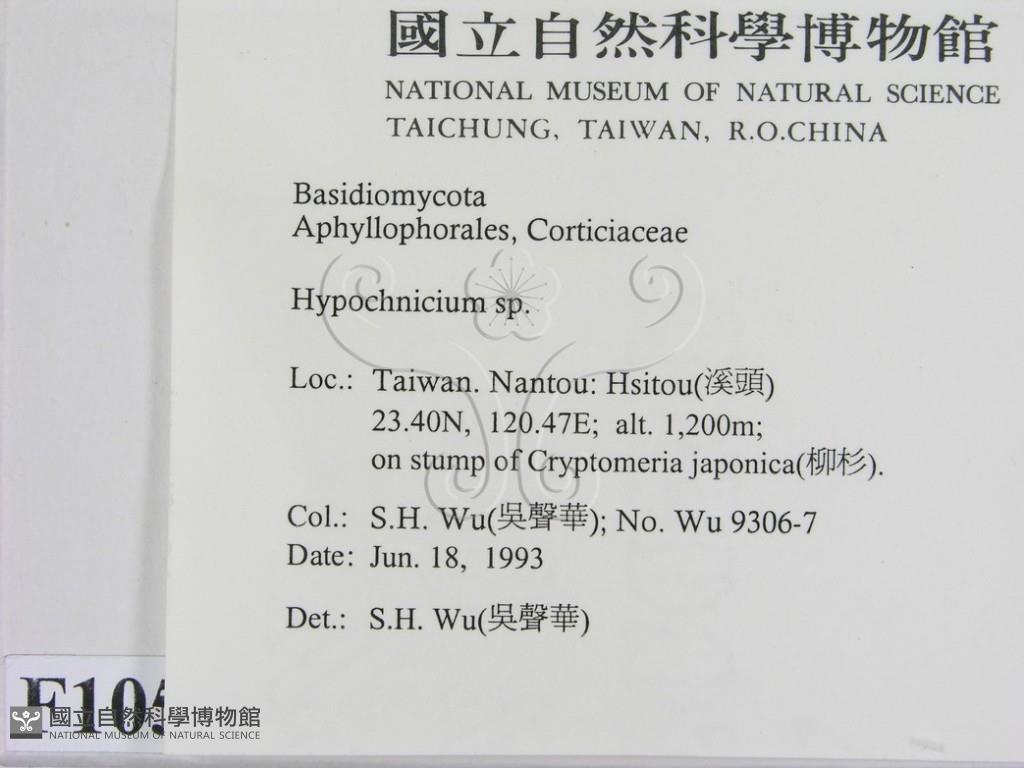 國立自然科學博物館
NATIONAL MUSEUM OF NATURAL SCIENCE
TAICHUNG, TAIWAN, R.O.CHINA
Basidiomycota
Aphyllophorales, Corticiaceae
Hypochnicium sp.
Loc.: Taiwan. Nantou: Hsitou(溪頭)
23.40N, 120.47E; alt. 1,200m;
on stump of Cryptomeria japonica(柳杉).
Col.: S.H. Wu(吳聲華); No. Wu 9306-7
Date: Jun. 18, 1993
Det.: S.H. Wu(吳聲華)
F105
國立自然科學博物館
NATIONAL MUSEUM OF NATURAL SCIENCE